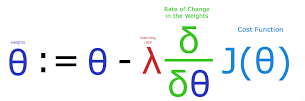 Rate of Change
in the Weights
Cost Function
weights
learning
rate
θ := θ - λ δ/δθ J(θ)